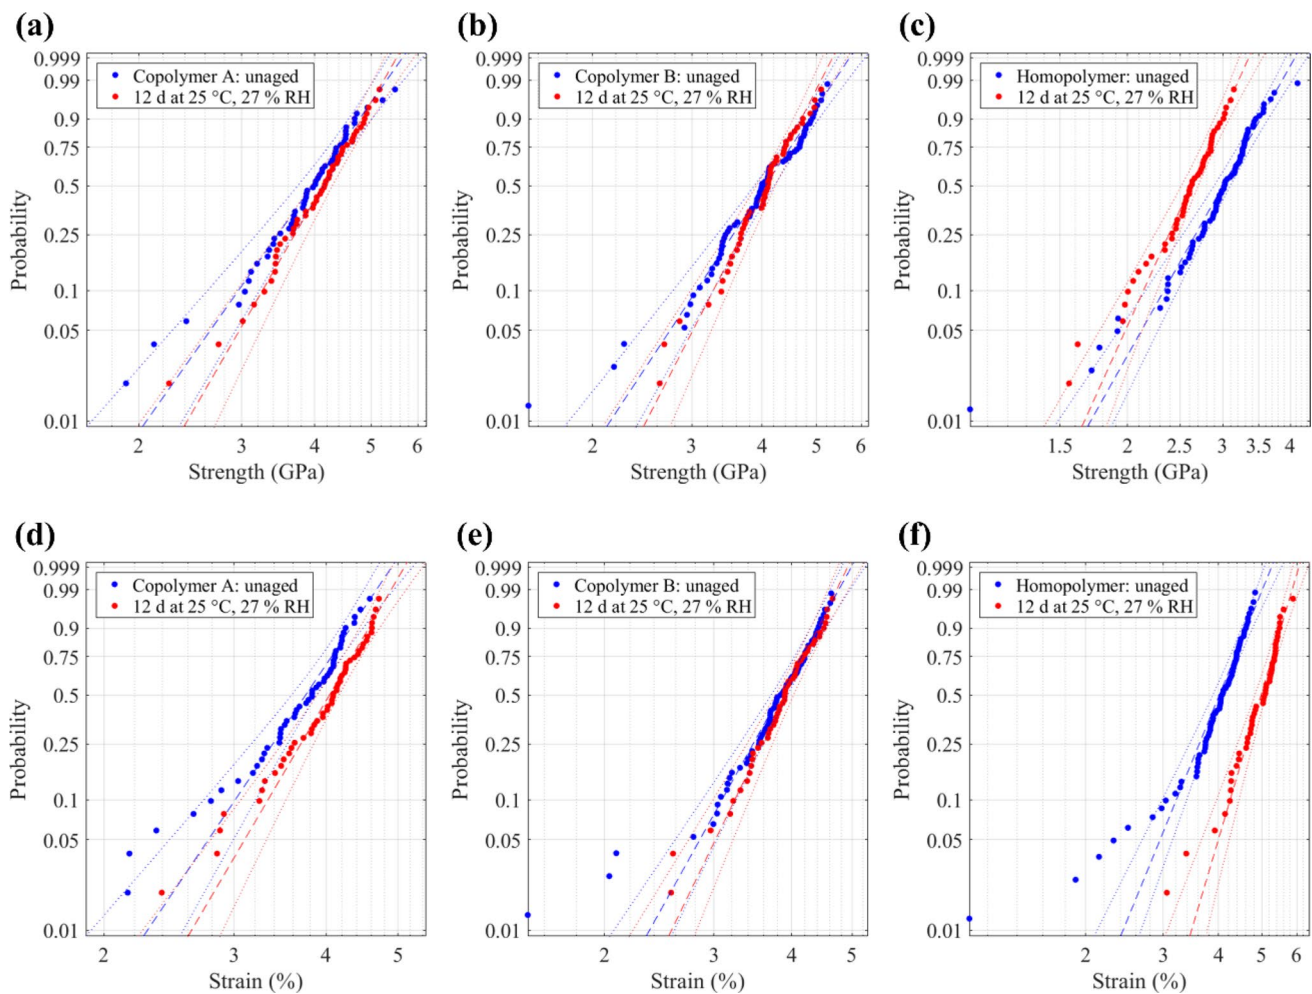 (a)
0.999
0.99
0.9
0.75
0.5
0.25
0.1
0.05
0.01
Probability
Copolymer A: unaged
12 d at 25 °C, 27 % RH
2 3 4 5 6
Strength (GPa)
(b)
0.999
0.99
0.9
0.75
0.5
0.25
0.1
0.05
0.01
Probability
Copolymer B: unaged
12 d at 25 °C, 27 % RH
2 3 4 5 6
Strength (GPa)
(c)
0.999
0.99
0.9
0.75
0.5
0.25
0.1
0.05
0.01
Probability
Homopolymer: unaged
12 d at 25 °C, 27 % RH
1.5 2 2.5 3 3.5 4
Strength (GPa)
(d)
0.999
0.99
0.9
0.75
0.5
0.25
0.1
0.05
0.01
Probability
Copolymer A: unaged
12 d at 25 °C, 27 % RH
2 3 4 5
Strain (%)
(e)
0.999
0.99
0.9
0.75
0.5
0.25
0.1
0.05
0.01
Probability
Copolymer B: unaged
12 d at 25 °C, 27 % RH
2 3 4 5
Strain (%)
(f)
0.999
0.99
0.9
0.75
0.5
0.25
0.1
0.05
0.01
Probability
Homopolymer: unaged
12 d at 25 °C, 27 % RH
2 3 4 5 6
Strain (%)